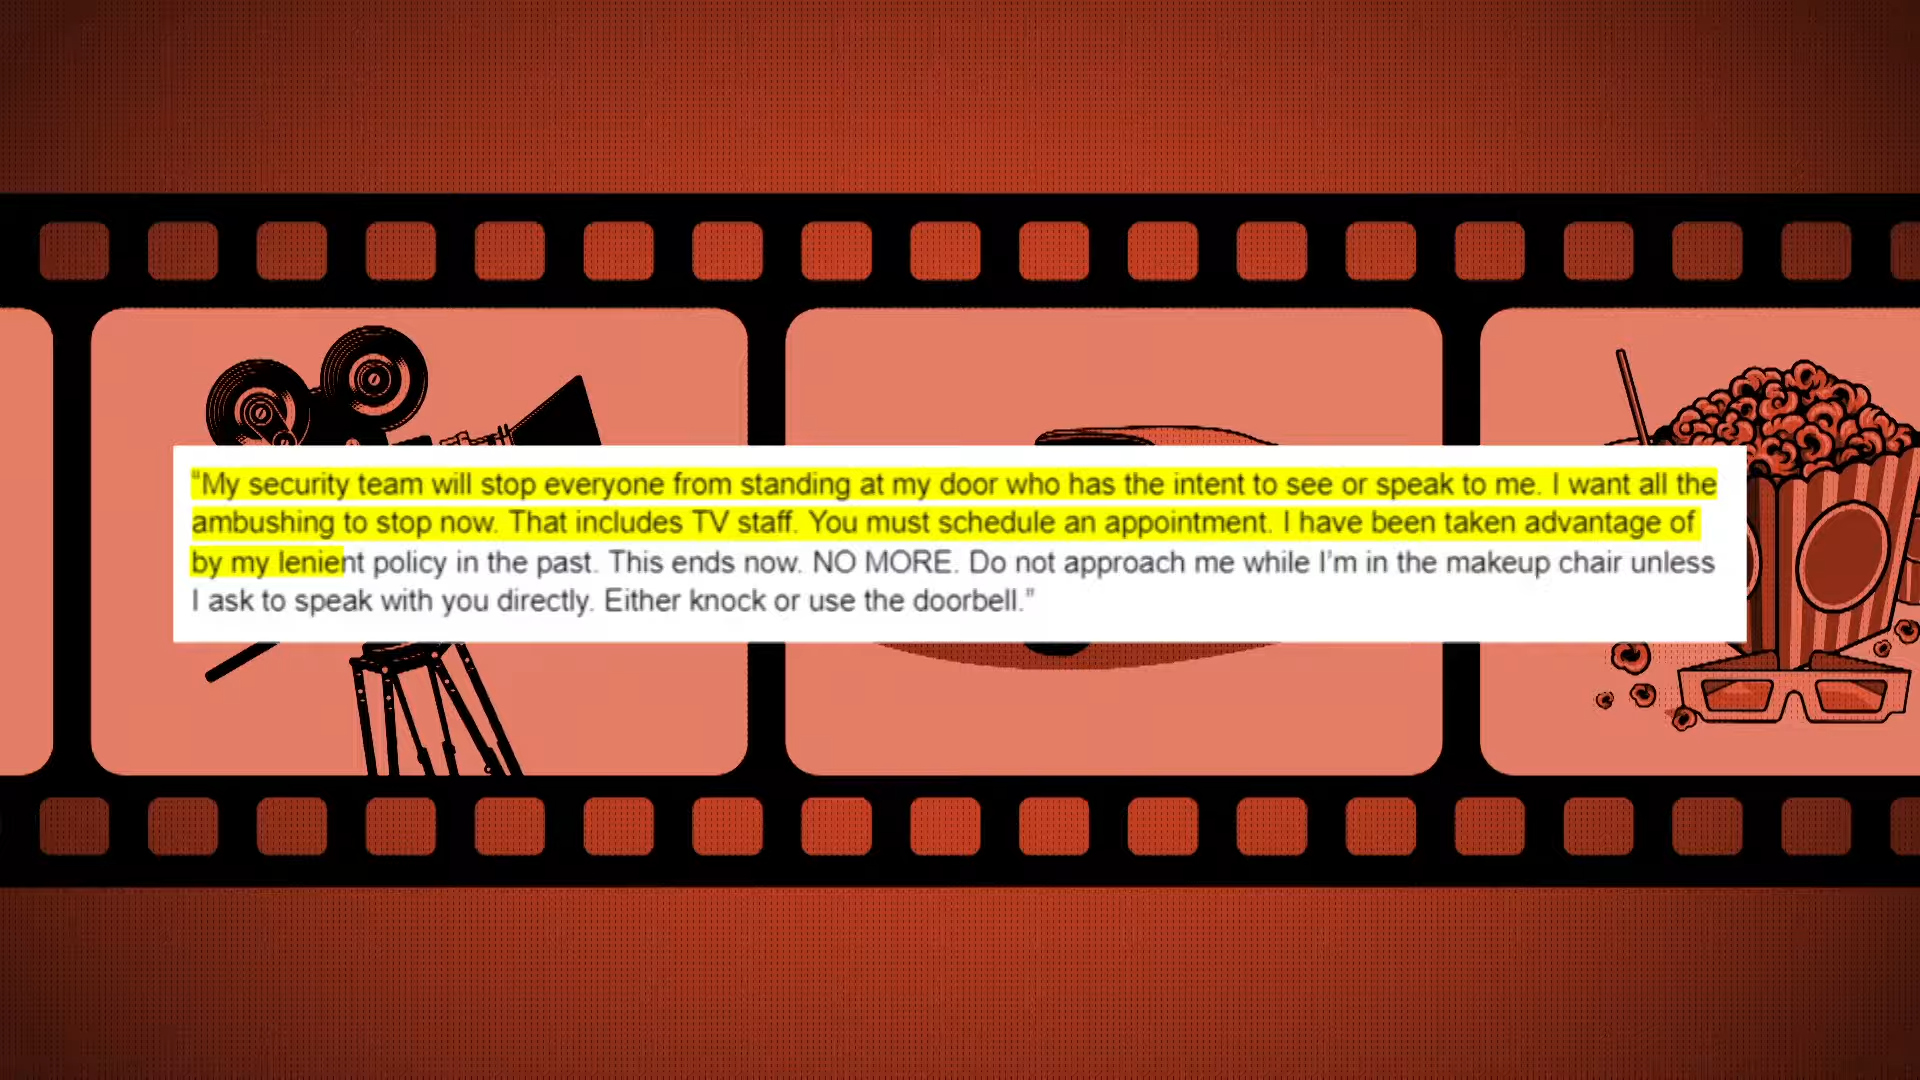 “My security team will stop everyone from standing at my door who has the intent to see or speak to me. I want all the
ambushing to stop now. That includes TV staff. You must schedule an appointment. I have been taken advantage of
by my lenient policy in the past. This ends now. NO MORE. Do not approach me while I’m in the makeup chair unless
I ask to speak with you directly. Either knock or use the doorbell.”